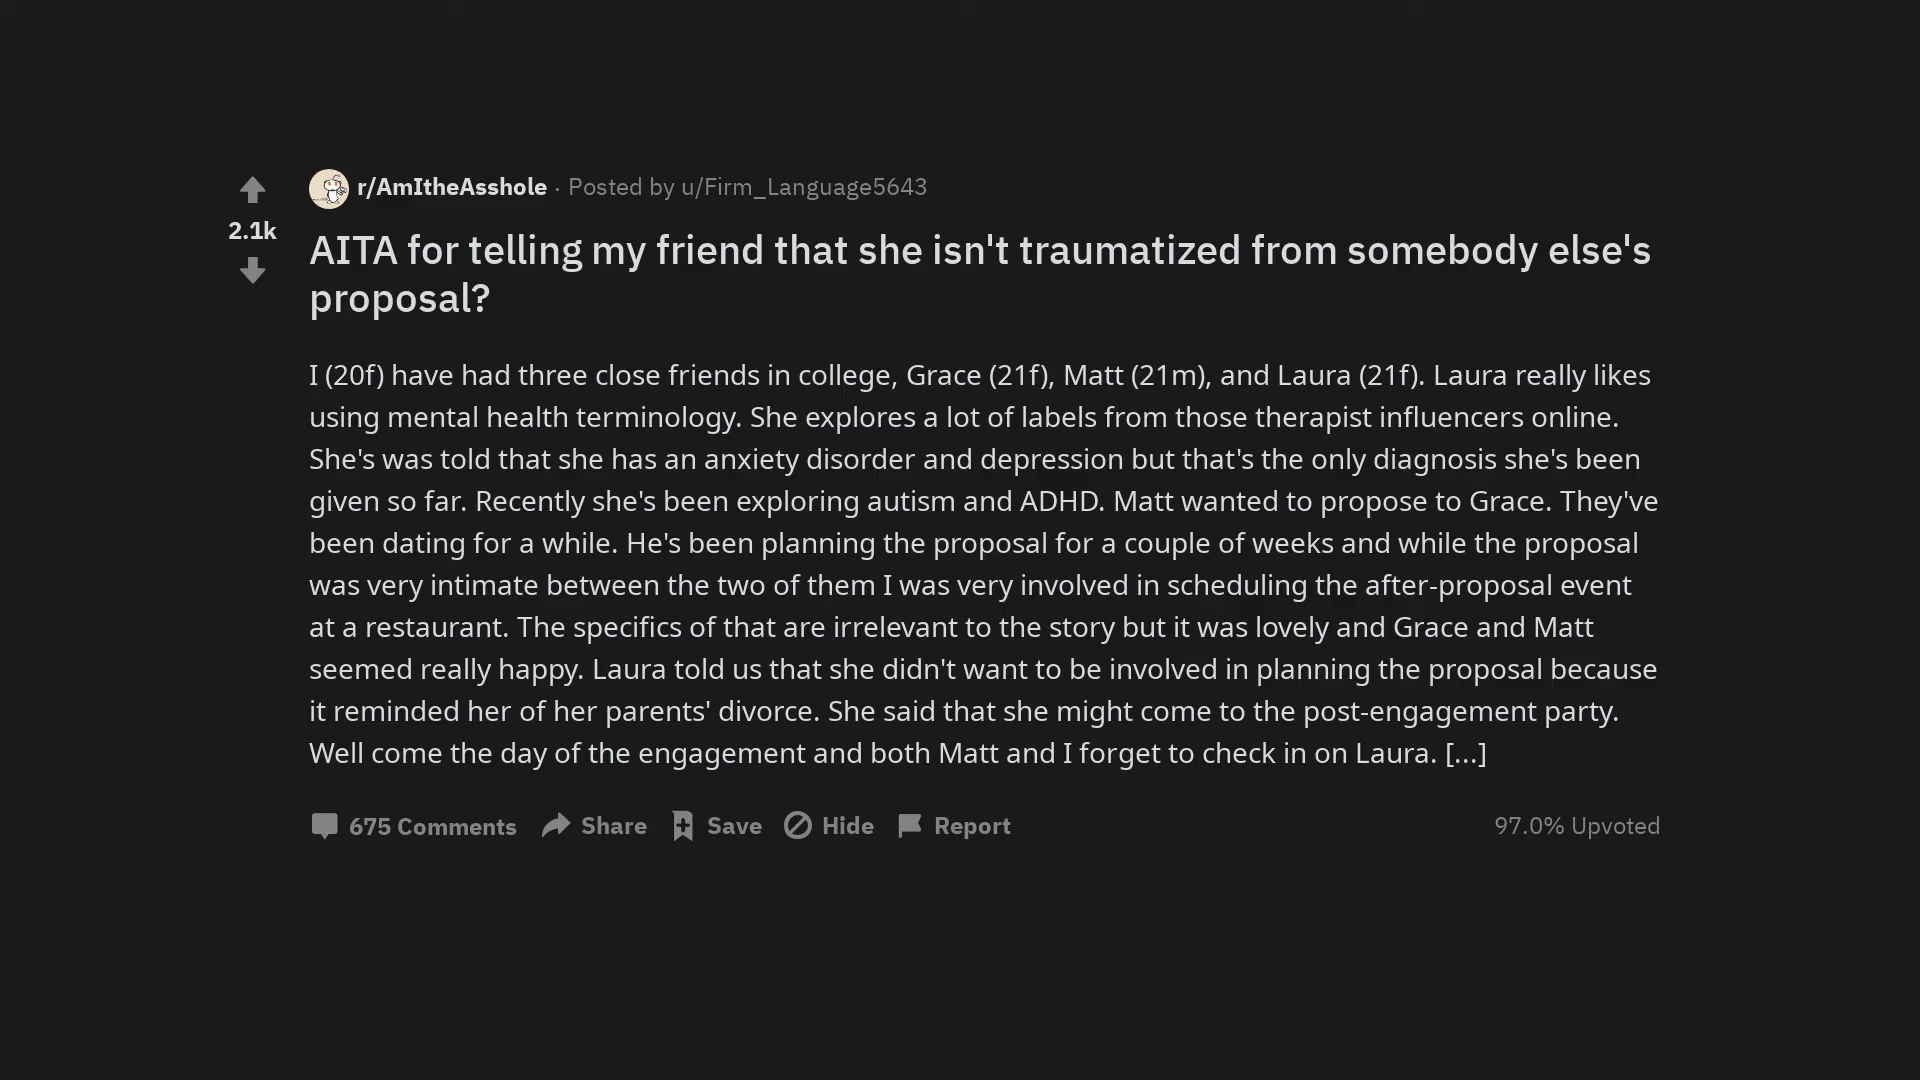 r/AmItheAsshole · Posted by u/Firm_Language5643
2.1k
AITA for telling my friend that she isn't traumatized from somebody else's
proposal?
I (20f) have had three close friends in college, Grace (21f), Matt (21m), and Laura (21f). Laura really likes
using mental health terminology. She explores a lot of labels from those therapist influencers online.
She's was told that she has an anxiety disorder and depression but that's the only diagnosis she's been
given so far. Recently she's been exploring autism and ADHD. Matt wanted to propose to Grace. They've
been dating for a while. He's been planning the proposal for a couple of weeks and while the proposal
was very intimate between the two of them I was very involved in scheduling the after-proposal event
at a restaurant. The specifics of that are irrelevant to the story but it was lovely and Grace and Matt
seemed really happy. Laura told us that she didn't want to be involved in planning the proposal because
it reminded her of her parents' divorce. She said that she might come to the post-engagement party.
Well come the day of the engagement and both Matt and I forget to check in on Laura. [...]
675 Comments Share Save Hide Report 97.0% Upvoted